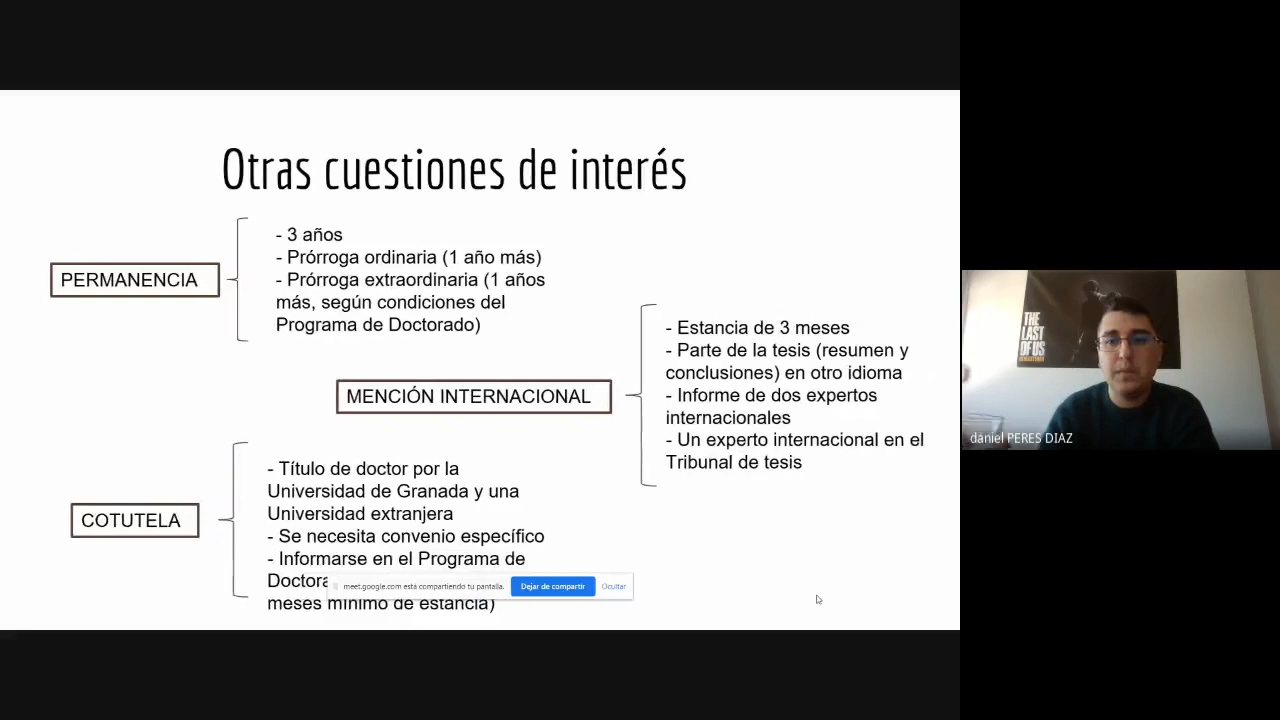 Otras cuestiones de interés
PERMANENCIA
- 3 años
- Prórroga ordinaria (1 año más)
- Prórroga extraordinaria (1 años
más, según condiciones del
Programa de Doctorado)
MENCIÓN INTERNACIONAL
- Estancia de 3 meses
- Parte de la tesis (resumen y
conclusiones) en otro idioma
- Informe de dos expertos
internacionales
- Un experto internacional en el
Tribunal de tesis
COTUTELA
- Título de doctor por la
Universidad de Granada y una
Universidad extranjera
- Se necesita convenio específico
- Informarse en el Programa de
meses mínimo de estancia)
meet.google.com está compartiendo tu pantalla.
Dejar de compartir
Ocultar
THE
LAST
OF US
daniel PERES DIAZ